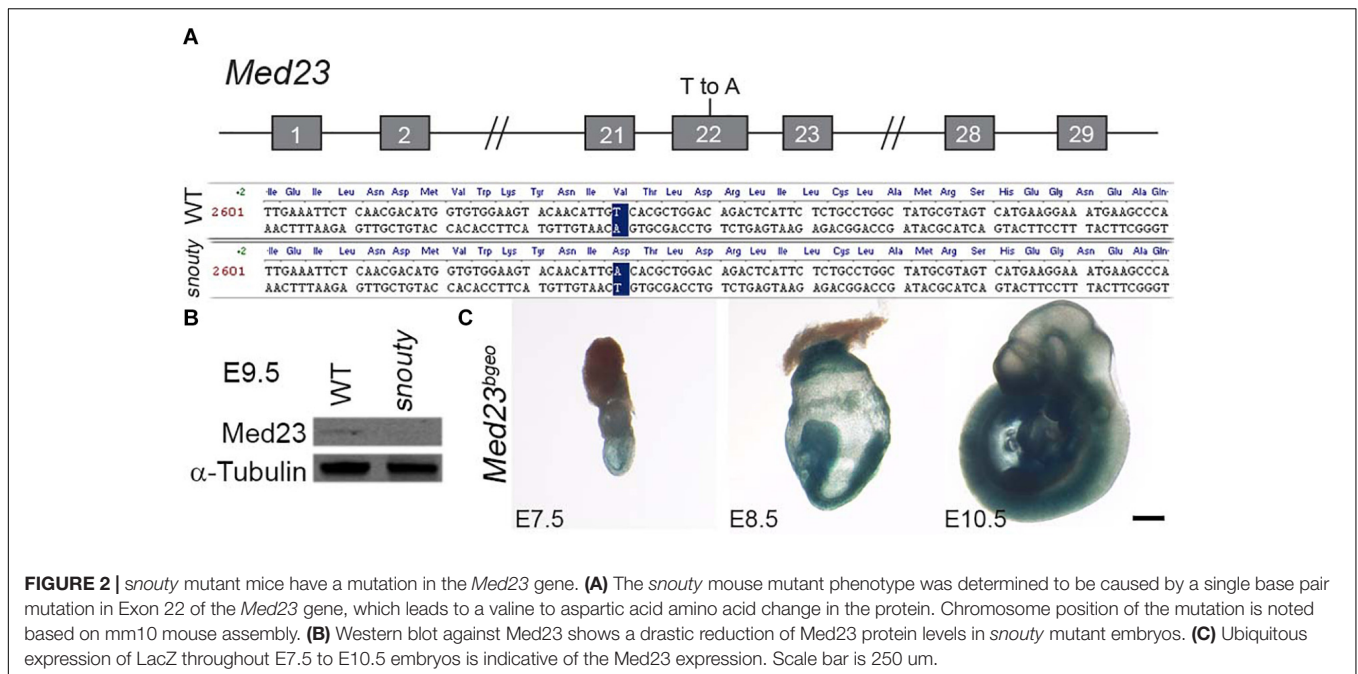 A
Med23
T to A
1 2 // 21 22 23 // 28 29
WT
+2 Ile Glu Ile Leu Asn Asp Met Val Trp Lys Tyr Asn Ile Val Thr Leu Asp Arg Leu Ile Leu Cys Leu Ala Met Arg Ser His Glu Gly Asn Glu Ala Gln
2601 TTGAAATTCT CAACGACATG GTGTGGAAGT ACAACATTGT CACGCTGGAC AGACTCATTC TCTGCCTGGC TATGCGTAGT CATGAAGGAA ATGAAGCCCA
AACTTTAAGA GTTGCTGTAC CACACCTTCA TGTTGTAACA GTGCGACCTG TCTGAGTAAG AGACGGACCG ATACGCATCA GTACTTCCTT TACTTCGGGT
snouty
+2 Ile Glu Ile Leu Asn Asp Met Val Trp Lys Tyr Asn Ile Asp Thr Leu Asp Arg Leu Ile Leu Cys Leu Ala Met Arg Ser His Glu Gly Asn Glu Ala Gln
2601 TTGAAATTCT CAACGACATG GTGTGGAAGT ACAACATTGA CACGCTGGAC AGACTCATTC TCTGCCTGGC TATGCGTAGT CATGAAGGAA ATGAAGCCCA
AACTTTAAGA GTTGCTGTAC CACACCTTCA TGTTGTAACT GTGCGACCTG TCTGAGTAAG AGACGGACCG ATACGCATCA GTACTTCCTT TACTTCGGGT
B
E9.5
WT
snouty
Med23
α-Tubulin
C
Med23bgeo
E7.5
E8.5
E10.5
FIGURE 2 | snouty mutant mice have a mutation in the Med23 gene. (A) The snouty mouse mutant phenotype was determined to be caused by a single base pair
mutation in Exon 22 of the Med23 gene, which leads to a valine to aspartic acid amino acid change in the protein. Chromosome position of the mutation is noted
based on mm10 mouse assembly. (B) Western blot against Med23 shows a drastic reduction of Med23 protein levels in snouty mutant embryos. (C) Ubiquitous
expression of LacZ throughout E7.5 to E10.5 embryos is indicative of the Med23 expression. Scale bar is 250 um.